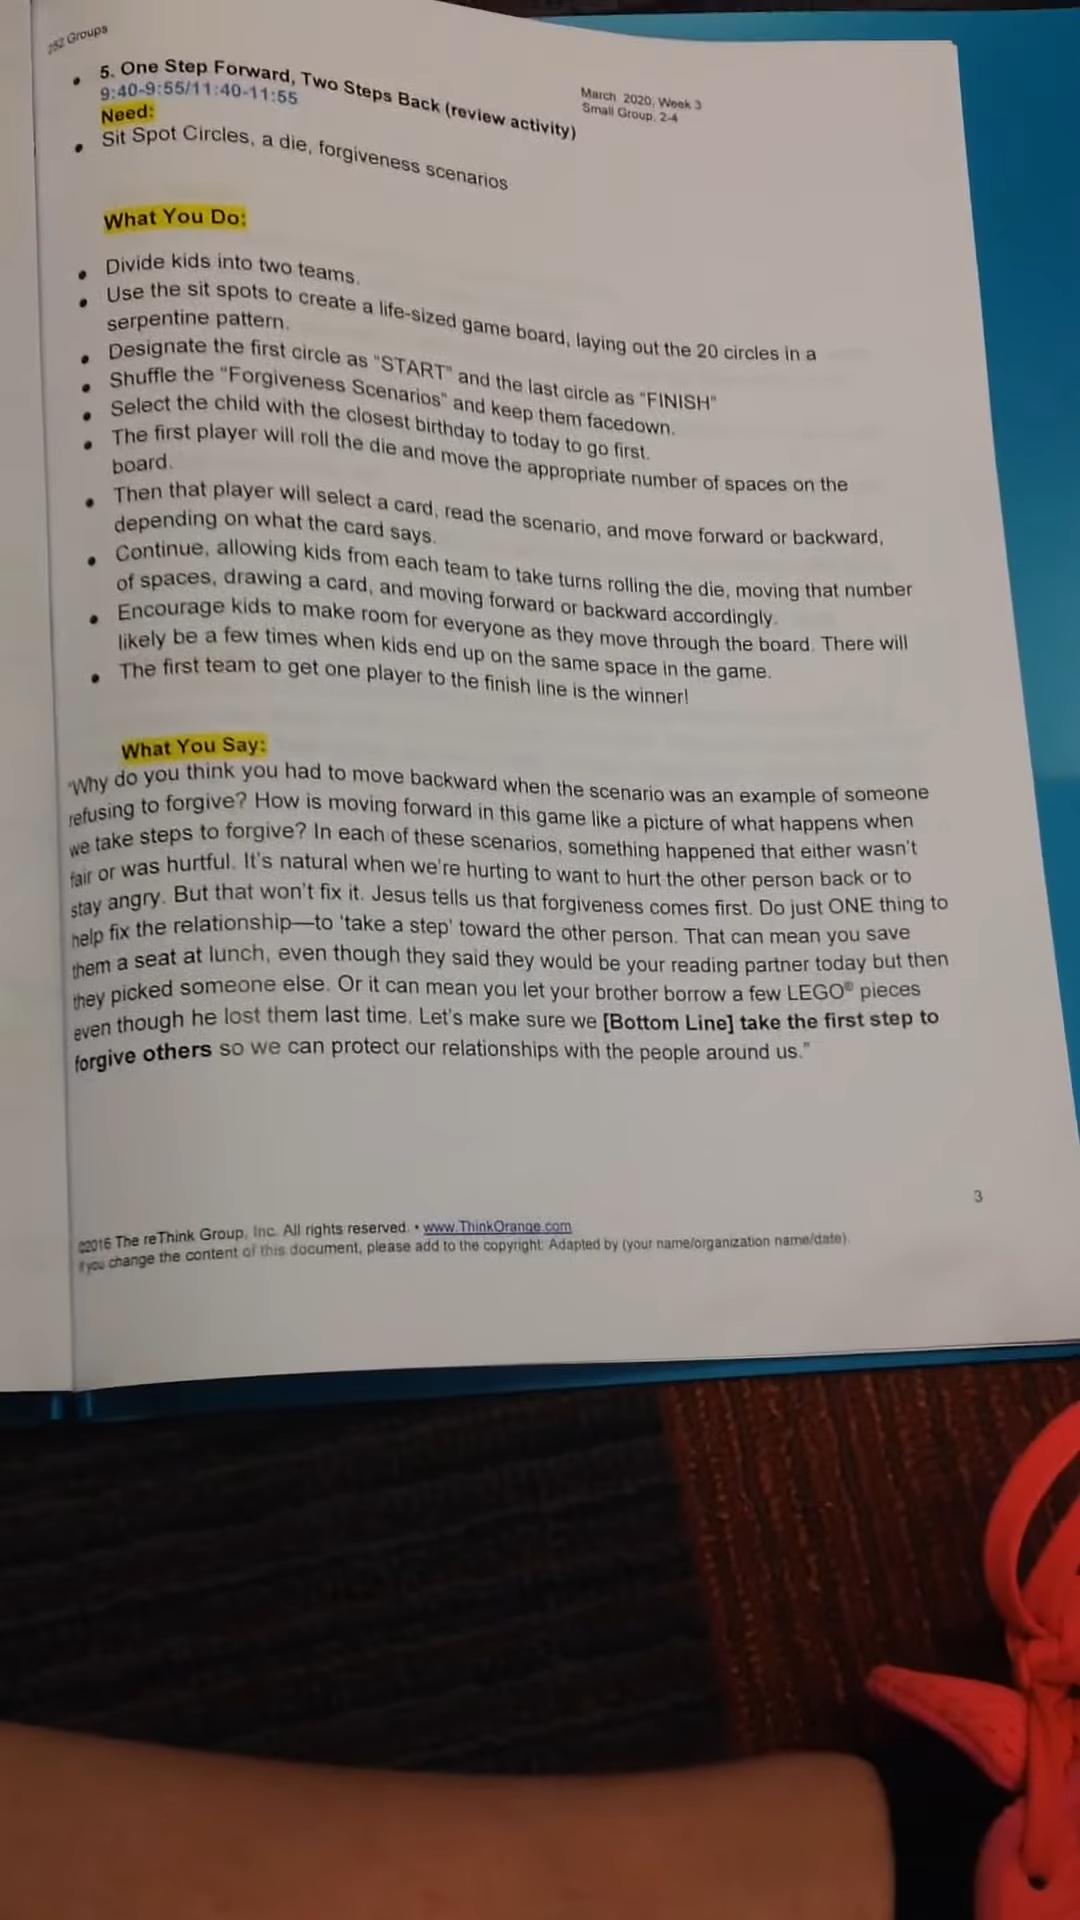 252 Groups
March 2020, Week 3
Small Group, 2-4
• 5. One Step Forward, Two Steps Back (review activity)
9:40-9:55/11:40-11:55
Need:
• Sit Spot Circles, a die, forgiveness scenarios
What You Do:
• Divide kids into two teams.
• Use the sit spots to create a life-sized game board, laying out the 20 circles in a
serpentine pattern.
• Designate the first circle as "START" and the last circle as "FINISH"
• Shuffle the "Forgiveness Scenarios" and keep them facedown.
• Select the child with the closest birthday to today to go first.
• The first player will roll the die and move the appropriate number of spaces on the
board.
• Then that player will select a card, read the scenario, and move forward or backward,
depending on what the card says.
• Continue, allowing kids from each team to take turns rolling the die, moving that number
of spaces, drawing a card, and moving forward or backward accordingly.
• Encourage kids to make room for everyone as they move through the board. There will
likely be a few times when kids end up on the same space in the game.
• The first team to get one player to the finish line is the winner!
What You Say:
"Why do you think you had to move backward when the scenario was an example of someone
refusing to forgive? How is moving forward in this game like a picture of what happens when
we take steps to forgive? In each of these scenarios, something happened that either wasn't
fair or was hurtful. It's natural when we're hurting to want to hurt the other person back or to
stay angry. But that won't fix it. Jesus tells us that forgiveness comes first. Do just ONE thing to
help fix the relationship—to 'take a step' toward the other person. That can mean you save
them a seat at lunch, even though they said they would be your reading partner today but then
they picked someone else. Or it can mean you let your brother borrow a few LEGO® pieces
even though he lost them last time. Let's make sure we [Bottom Line] take the first step to
forgive others so we can protect our relationships with the people around us."
3
©2016 The reThink Group, Inc. All rights reserved. • www.ThinkOrange.com
If you change the content of this document, please add to the copyright: Adapted by (your name/organization name/date).